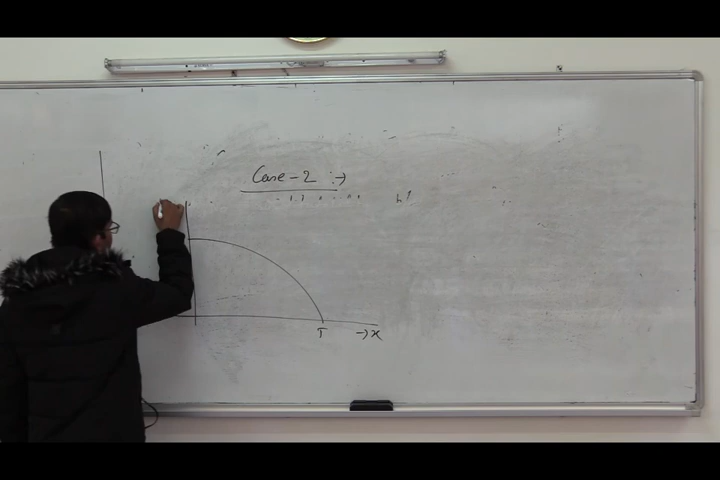 Case - 2 :→
T → x